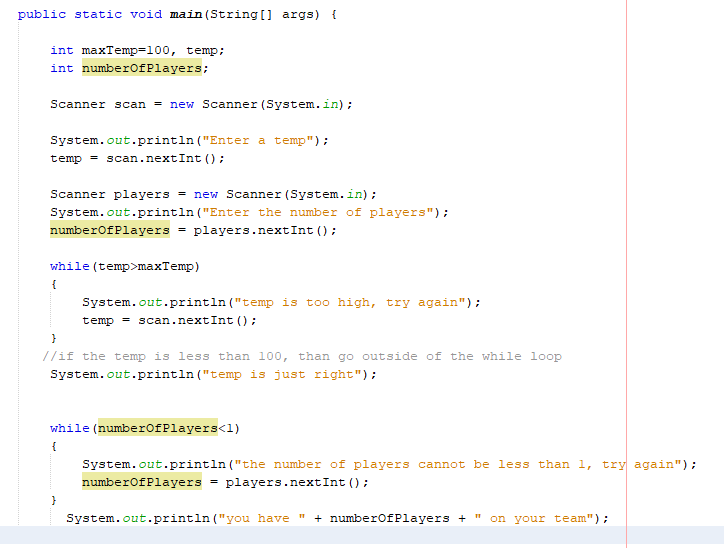 public static void main(String[] args) {
int maxTemp=100, temp;
int numberOfPlayers;
Scanner scan = new Scanner(System.in);
System.out.println("Enter a temp");
temp = scan.nextInt();
Scanner players = new Scanner(System.in);
System.out.println("Enter the number of players");
numberOfPlayers = players.nextInt();
while(temp>maxTemp)
{
System.out.println("temp is too high, try again");
temp = scan.nextInt();
}
//if the temp is less than 100, than go outside of the while loop
System.out.println("temp is just right");
while(numberOfPlayers<1)
{
System.out.println("the number of players cannot be less than 1, try again");
numberOfPlayers = players.nextInt();
}
System.out.println("you have " + numberOfPlayers + " on your team");